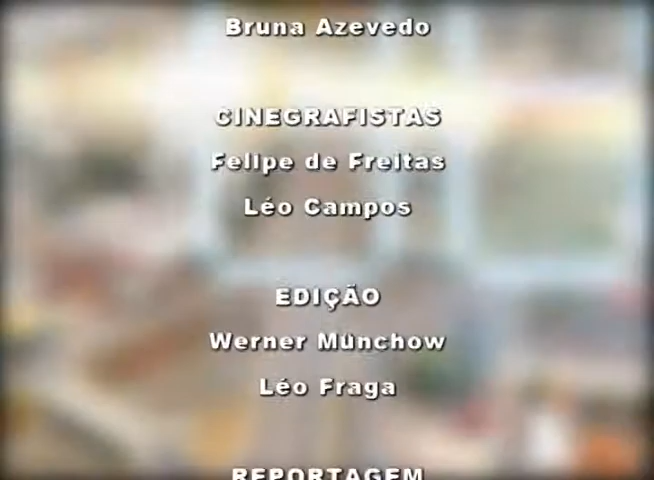 Bruna Azevedo
CINEGRAFISTAS
Felipe de Freitas
Léo Campos
EDIÇÃO
Werner Münchow
Léo Fraga
REPORTAGEM